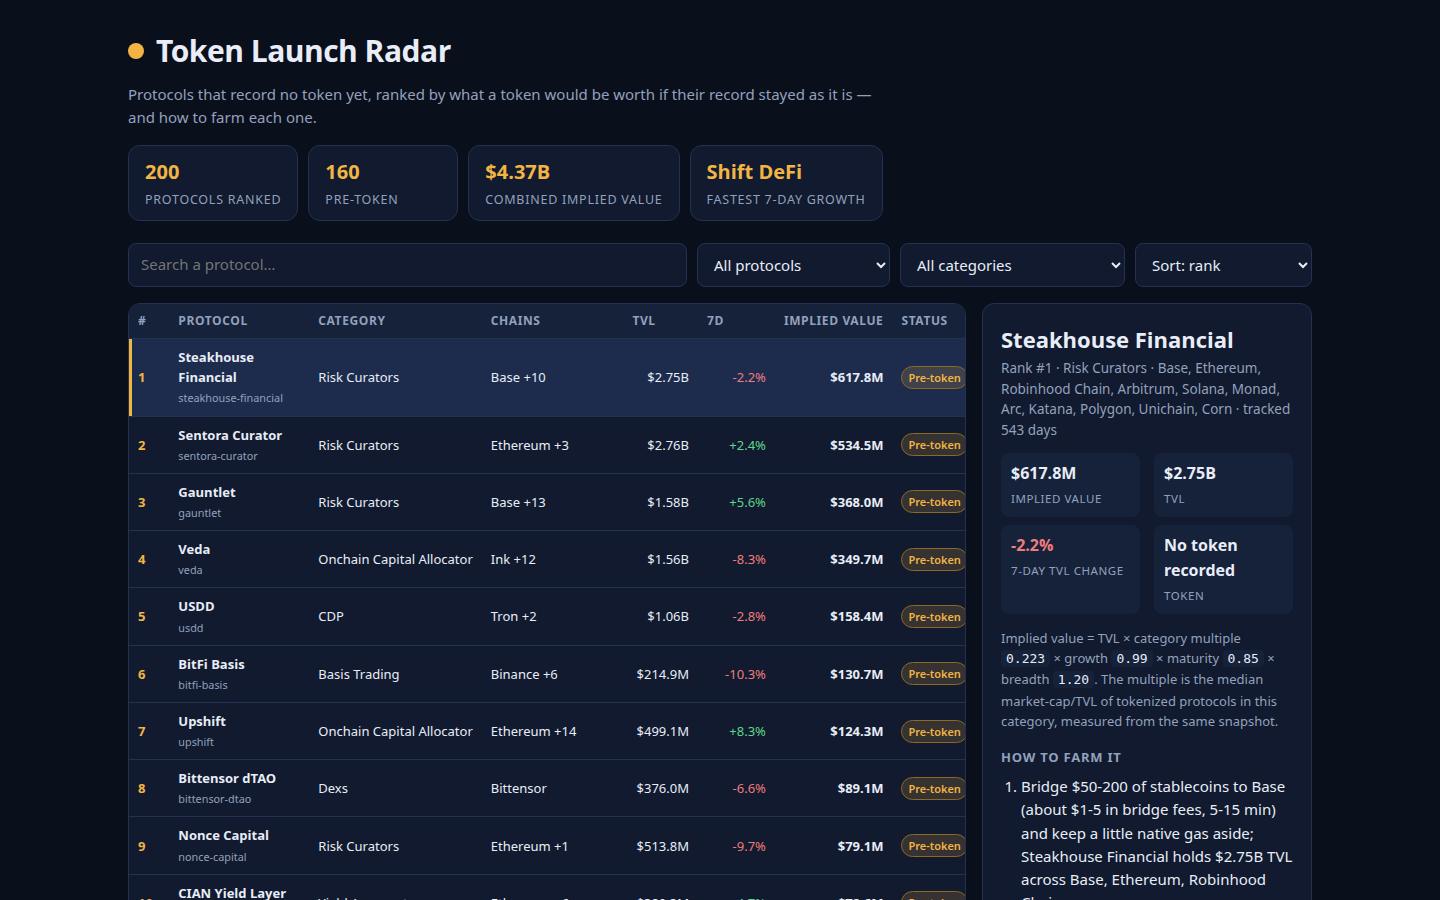 Token Launch Radar
Protocols that record no token yet, ranked by what a token would be worth if their record stayed as it is —
and how to farm each one.
200
PROTOCOLS RANKED
160
PRE-TOKEN
$4.37B
COMBINED IMPLIED VALUE
Shift DeFi
FASTEST 7-DAY GROWTH
Search a protocol...
All protocols
All categories
Sort: rank
# PROTOCOL CATEGORY CHAINS TVL 7D IMPLIED VALUE STATUS
1 Steakhouse Financial Risk Curators Base +10 $2.75B -2.2% $617.8M Pre-token
steakhouse-financial
2 Sentora Curator Risk Curators Ethereum +3 $2.76B +2.4% $534.5M Pre-token
sentora-curator
3 Gauntlet Risk Curators Base +13 $1.58B +5.6% $368.0M Pre-token
gauntlet
4 Veda Onchain Capital Allocator Ink +12 $1.56B -8.3% $349.7M Pre-token
veda
5 USDD CDP Tron +2 $1.06B -2.8% $158.4M Pre-token
usdd
6 BitFi Basis Basis Trading Binance +6 $214.9M -10.3% $130.7M Pre-token
bitfi-basis
7 Upshift Onchain Capital Allocator Ethereum +14 $499.1M +8.3% $124.3M Pre-token
upshift
8 Bittensor dTAO Dexs Bittensor $376.0M -6.6% $89.1M Pre-token
bittensor-dtao
9 Nonce Capital Risk Curators Ethereum +1 $513.8M -9.7% $79.1M Pre-token
nonce-capital
CIAN Yield Layer
Steakhouse Financial
Rank #1 · Risk Curators · Base, Ethereum,
Robinhood Chain, Arbitrum, Solana, Monad,
Arc, Katana, Polygon, Unichain, Corn · tracked
543 days
$617.8M
IMPLIED VALUE
$2.75B
TVL
-2.2%
7-DAY TVL CHANGE
No token
recorded
TOKEN
Implied value = TVL × category multiple
0.223 × growth 0.99 × maturity 0.85 ×
breadth 1.20 . The multiple is the median
market-cap/TVL of tokenized protocols in this
category, measured from the same snapshot.
HOW TO FARM IT
1. Bridge $50-200 of stablecoins to Base
(about $1-5 in bridge fees, 5-15 min)
and keep a little native gas aside;
Steakhouse Financial holds $2.75B TVL
across Base, Ethereum, Robinhood